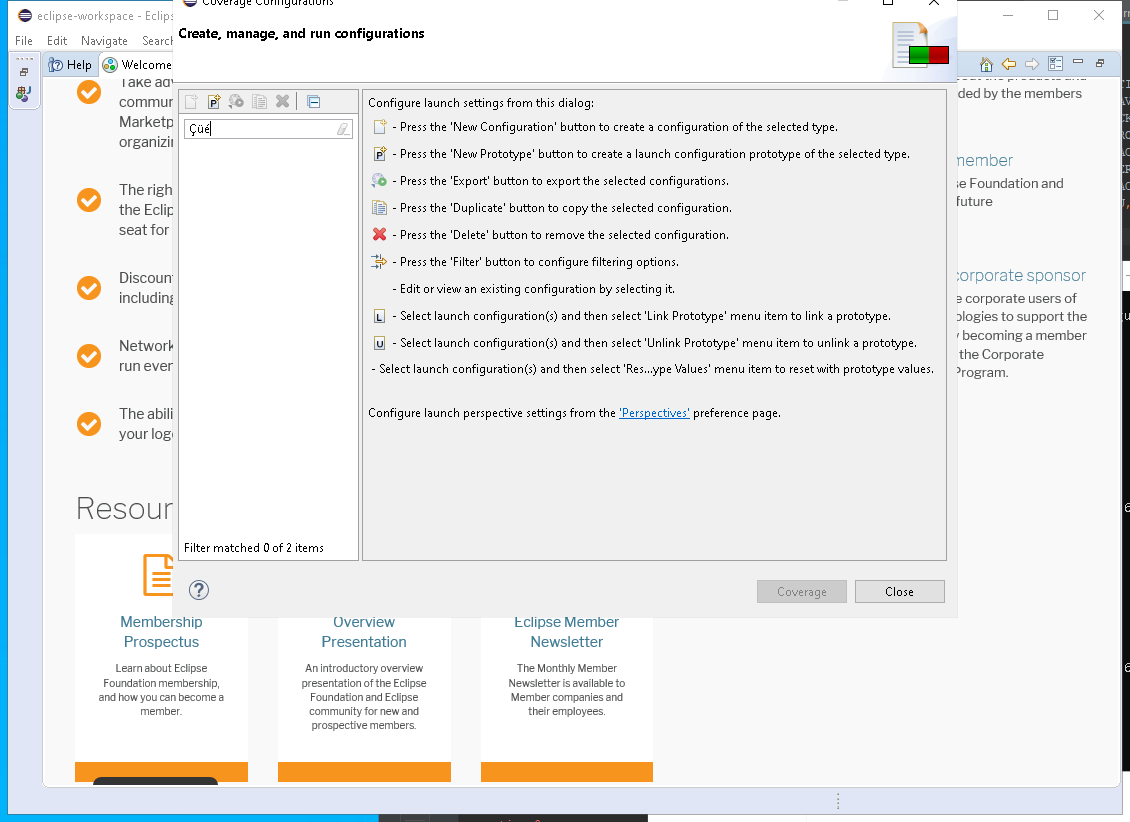 eclipse-workspace - Eclips
Coverage Configurations
File Edit Navigate Search
Create, manage, and run configurations
Help
Welcome
Take adv
commun
Marketp
organizin
The righ
the Eclip
seat for
Discoun
including
Network
run even
The abili
your logo
Çüé
Filter matched 0 of 2 items
Configure launch settings from this dialog:
- Press the 'New Configuration' button to create a configuration of the selected type.
- Press the 'New Prototype' button to create a launch configuration prototype of the selected type.
- Press the 'Export' button to export the selected configurations.
- Press the 'Duplicate' button to copy the selected configuration.
- Press the 'Delete' button to remove the selected configuration.
- Press the 'Filter' button to configure filtering options.
- Edit or view an existing configuration by selecting it.
- Select launch configuration(s) and then select 'Link Prototype' menu item to link a prototype.
- Select launch configuration(s) and then select 'Unlink Prototype' menu item to unlink a prototype.
- Select launch configuration(s) and then select 'Res...ype Values' menu item to reset with prototype values.
Configure launch perspective settings from the 'Perspectives' preference page.
Coverage
Close
ded by the members
member
se Foundation and
future
corporate sponsor
e corporate users of
ologies to support the
y becoming a member
the Corporate
Program.
Resour
Membership
Prospectus
Learn about Eclipse
Foundation membership,
and how you can become a
member.
Overview
Presentation
An introductory overview
presentation of the Eclipse
Foundation and Eclipse
community for new and
prospective members.
Eclipse Member
Newsletter
The Monthly Member
Newsletter is available to
Member companies and
their employees.